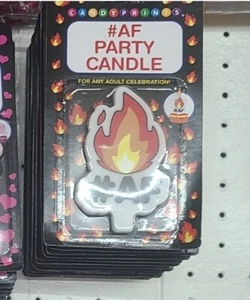 CANDYPRINTS
#AF
PARTY
CANDLE
FOR ANY ADULT CELEBRATION!
#AF